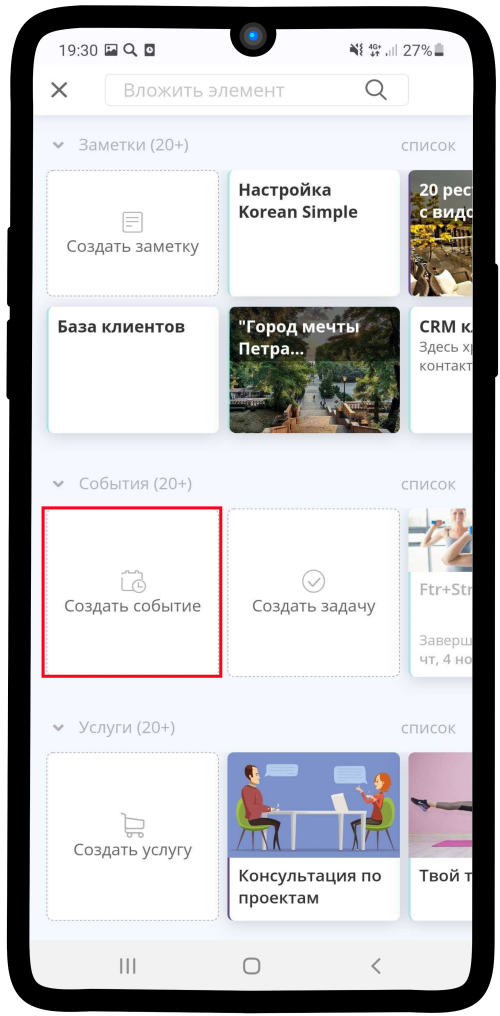 19:30
4G+
27%
Вложить элемент
Заметки (20+)
список
Создать заметку
Настройка
Korean Simple
20 рес
с видо
База клиентов
"Город мечты
Петра...
CRM к
Здесь х
контакт
События (20+)
список
Создать событие
Создать задачу
Ftr+Str
Заверш
чт, 4 но
Услуги (20+)
список
Создать услугу
Консультация по
проектам
Твой т